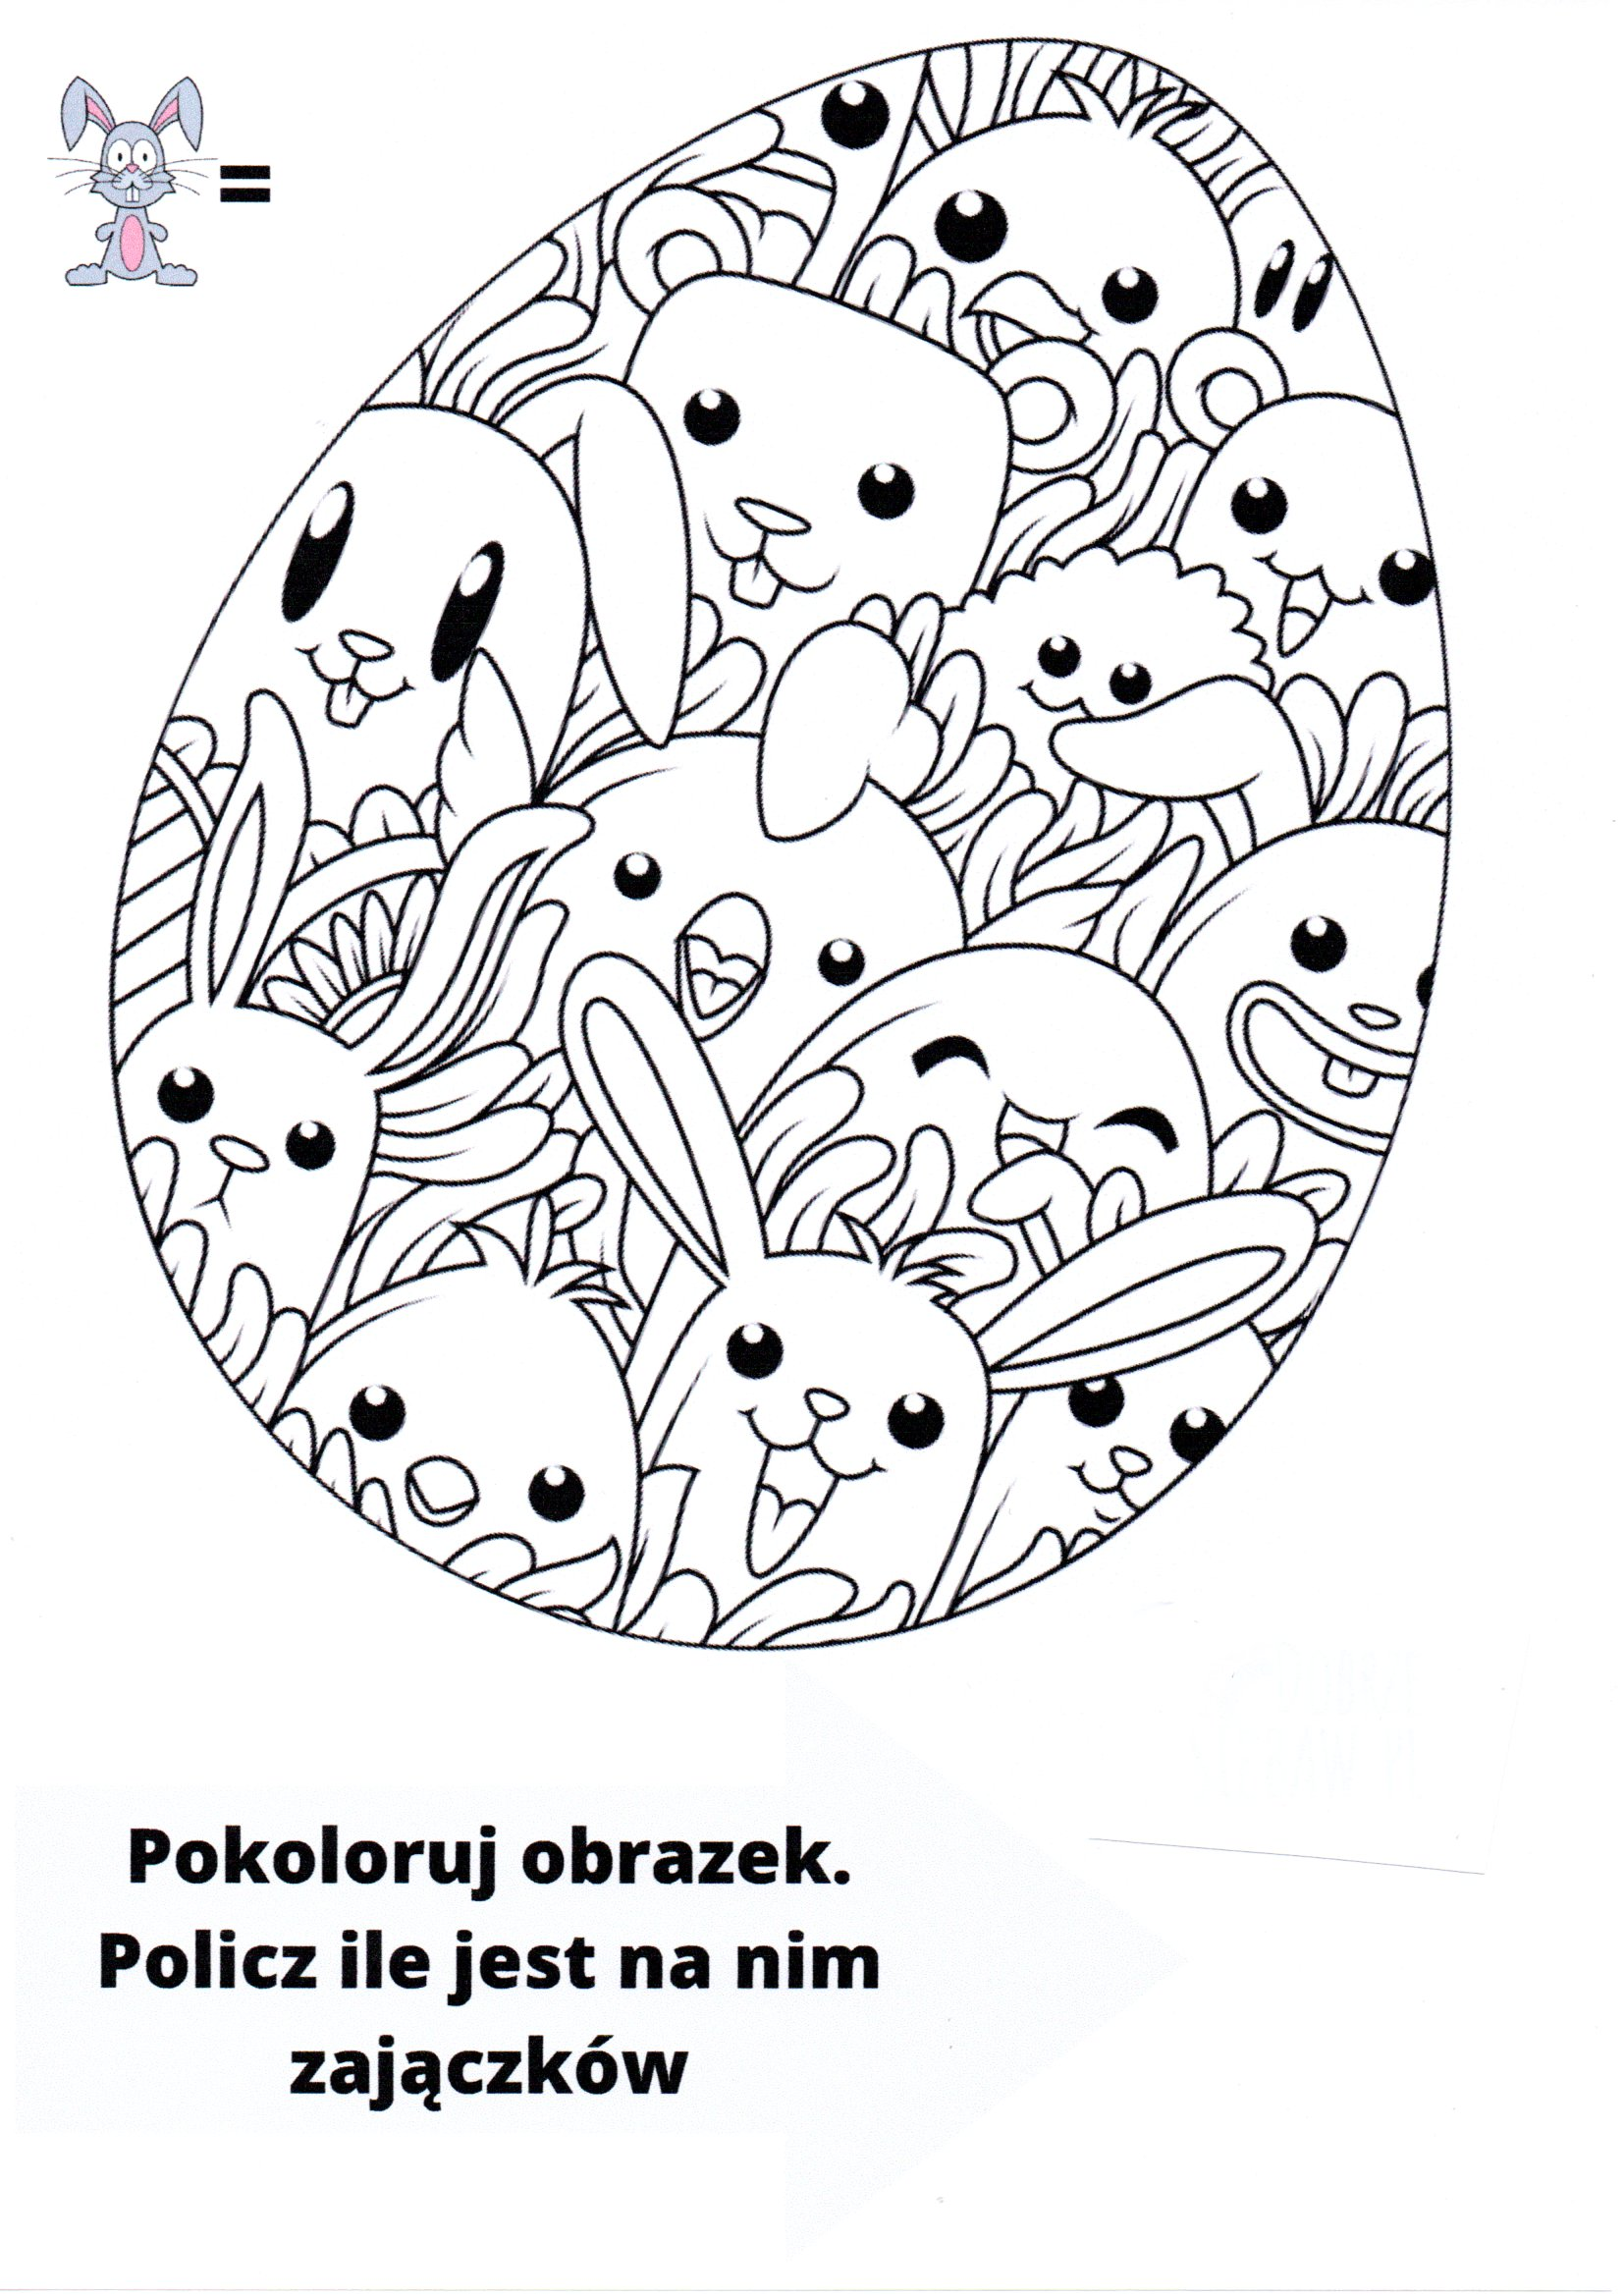 =
Pokoloruj obrazek.
Policz ile jest na nim
zajączków